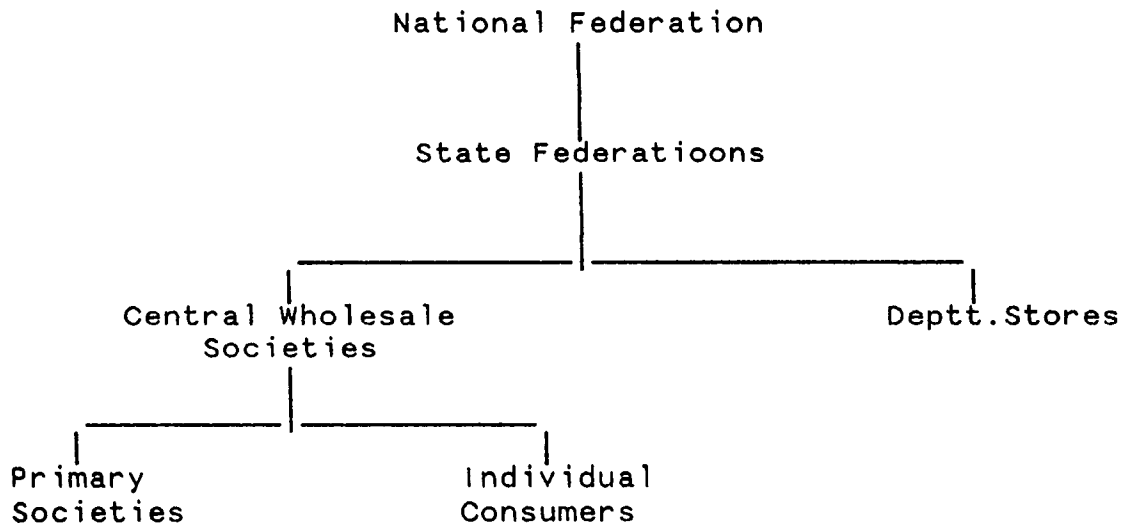 National Federation
State Federatioons
Central Wholesale
Societies
Deptt.Stores
Primary
Societies
Individual
Consumers